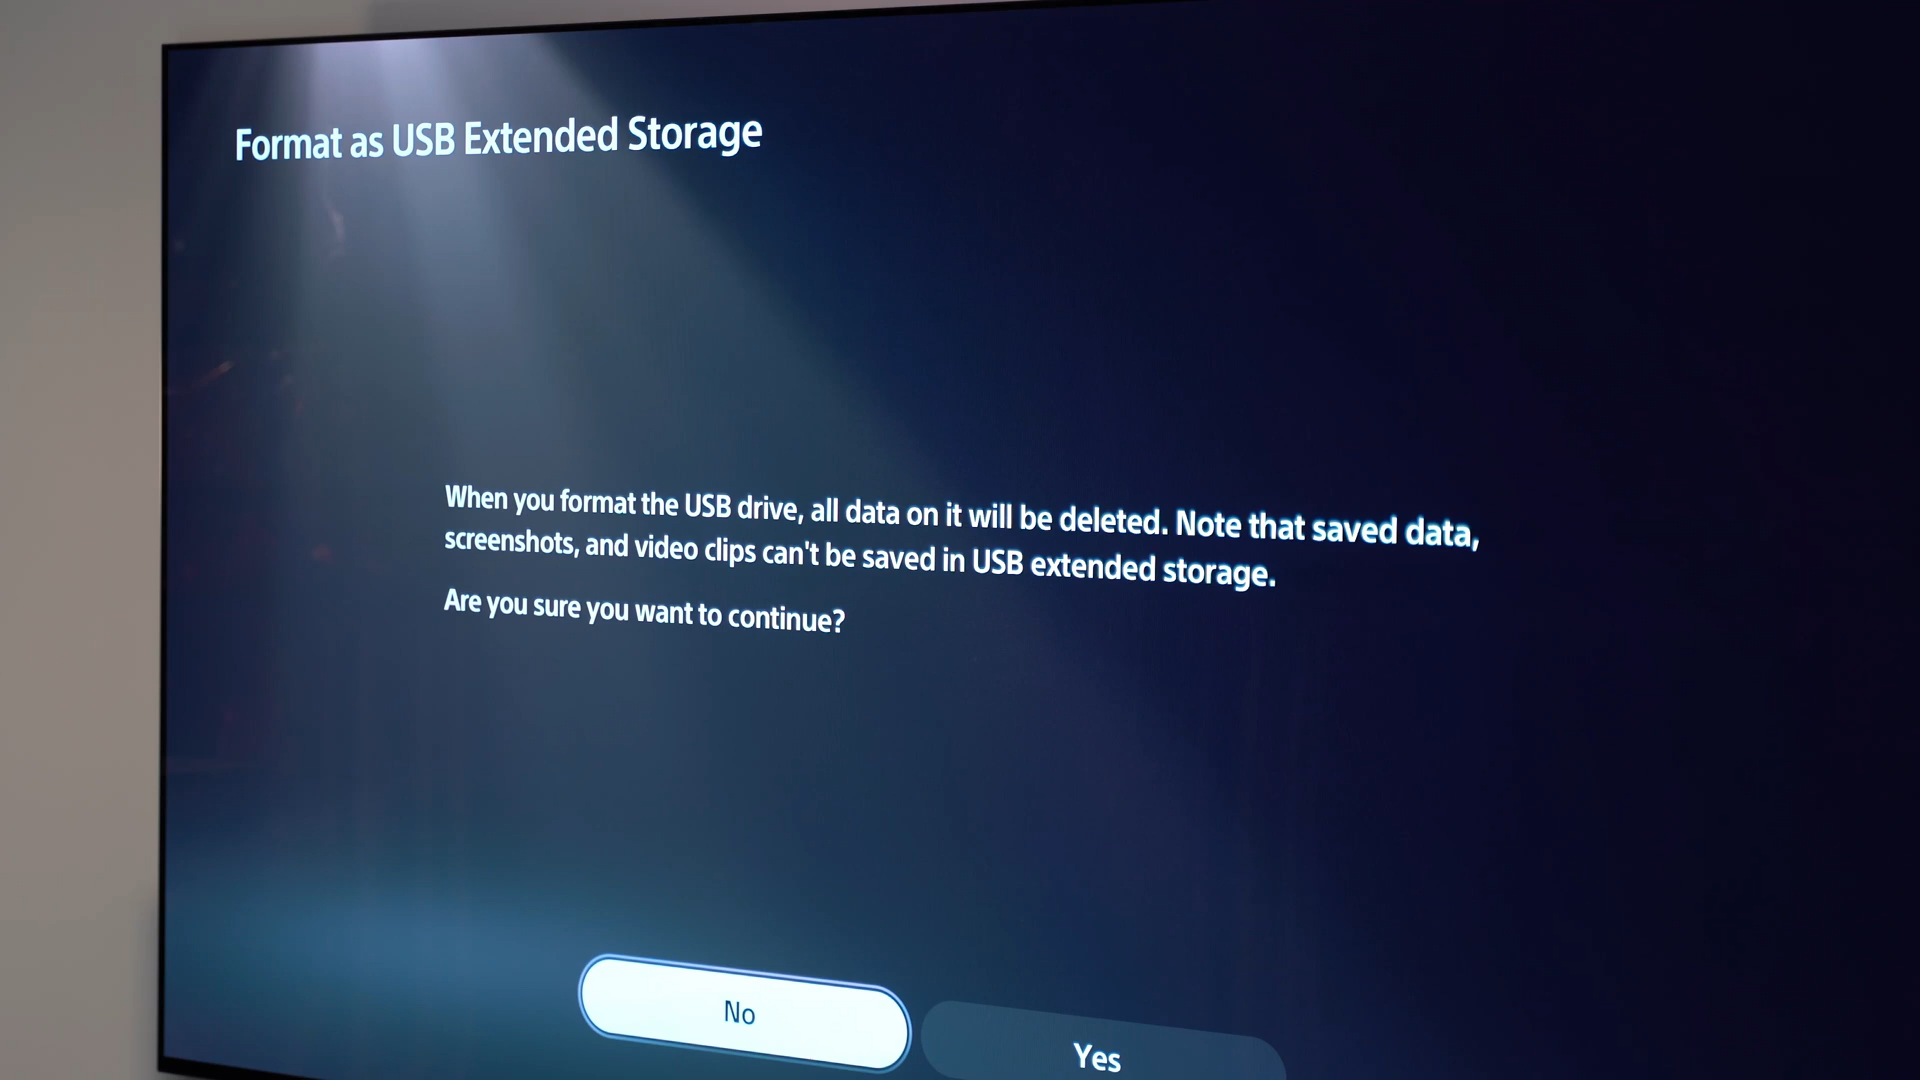 Format as USB Extended Storage
When you format the USB drive, all data on it will be deleted. Note that saved data,
screenshots, and video clips can't be saved in USB extended storage.
Are you sure you want to continue?
No
Yes